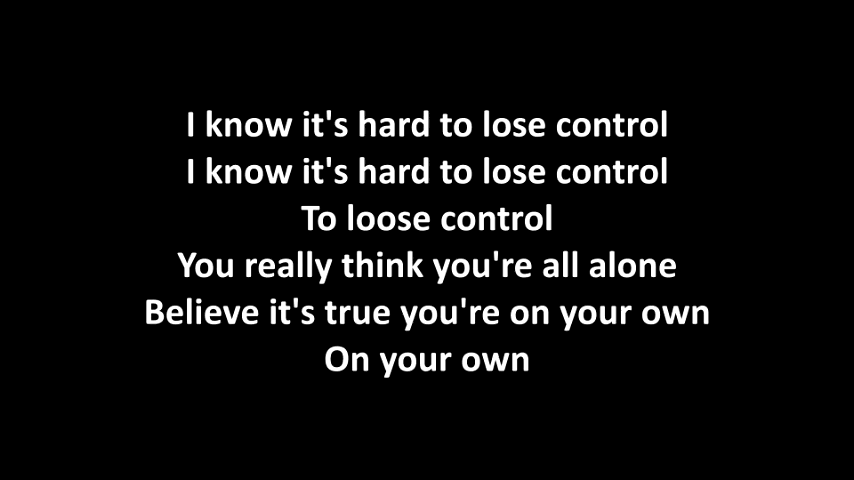 I know it's hard to lose control
I know it's hard to lose control
To loose control
You really think you're all alone
Believe it's true you're on your own
On your own